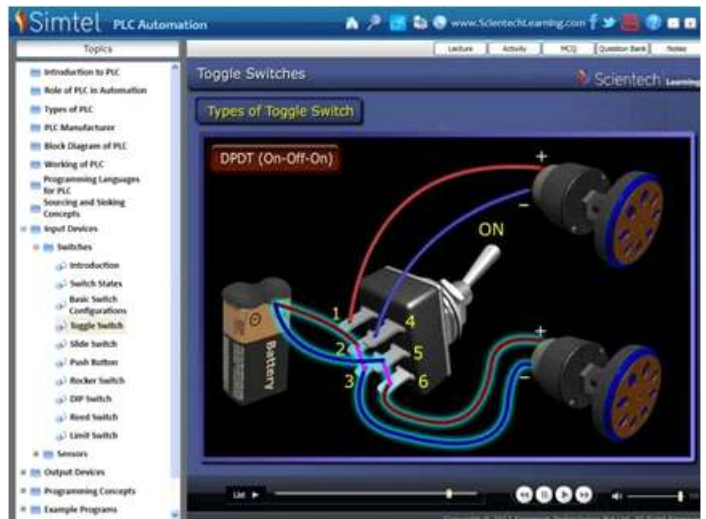 Simtel PLC Automation
www.ScientechLearning.com
Topics
Lecture
Activity
MCQ
Question Bank
Notes
Introduction to PLC
Role of PLC in Automation
Types of PLC
PLC Manufacturer
Block Diagram of PLC
Working of PLC
Programming Languages
for PLC
Sourcing and Sinking
Concepts
Input Devices
Switches
Introduction
Switch States
Basic Switch
Configurations
Toggle Switch
Slide Switch
Push Button
Rocker Switch
DIP Switch
Reed Switch
Limit Switch
Sensors
Output Devices
Programming Concepts
Example Programs
Toggle Switches
Scientech Learning
Types of Toggle Switch
DPDT (On-Off-On)
+
−
ON
1
4
2
5
3
6
Battery
+
−
List